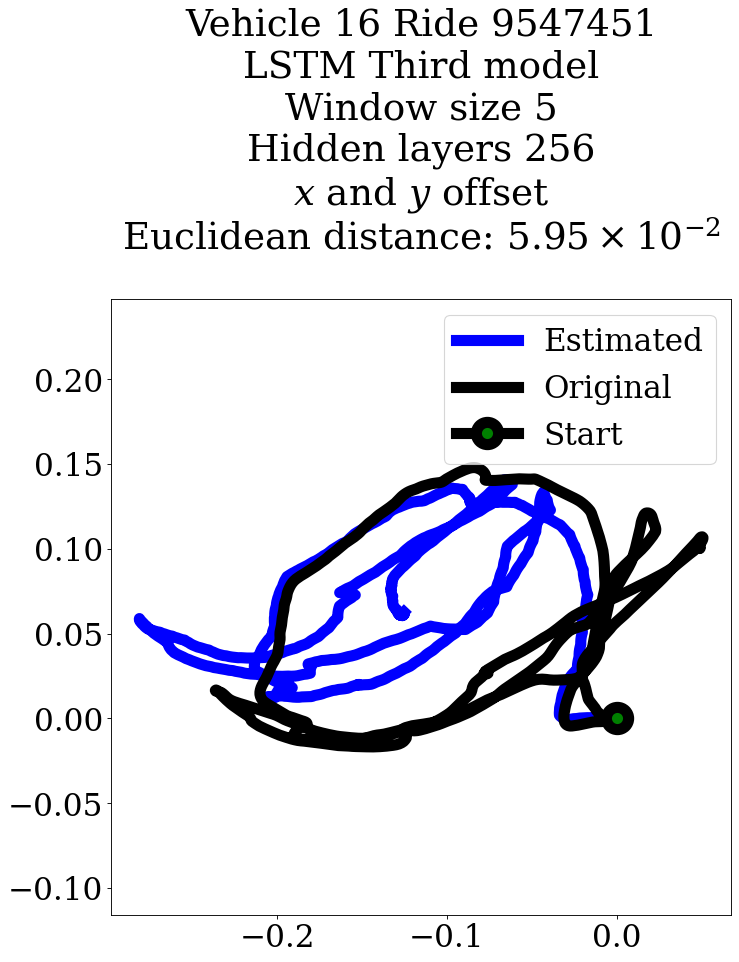 Vehicle 16 Ride 9547451
LSTM Third model
Window size 5
Hidden layers 256
x and y offset
Euclidean distance: 5.95 × 10⁻²
Estimated
Original
Start
0.20
0.15
0.10
0.05
0.00
−0.05
−0.10
−0.2 −0.1 0.0